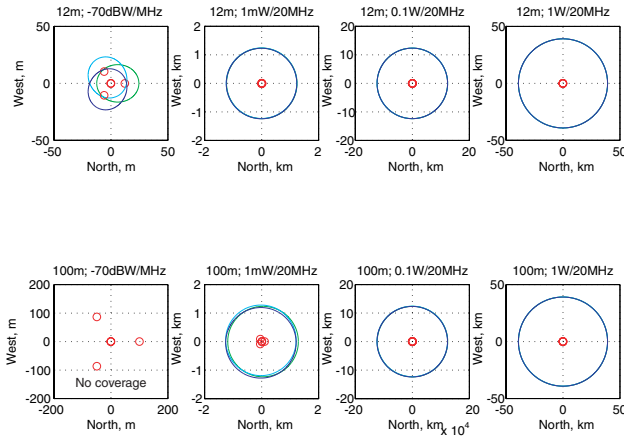 12m; -70dBW/MHz
50
0
-50
-50
0
50
West, m
North, m
12m; 1mW/20MHz
2
1
0
-1
-2
-2
0
2
West, km
North, km
12m; 0.1W/20MHz
20
10
0
-10
-20
-20
0
20
West, km
North, km
12m; 1W/20MHz
50
0
-50
-50
0
50
West, km
North, km
100m; -70dBW/MHz
200
100
0
-100
-200
-200
0
200
West, m
No coverage
North, m
100m; 1mW/20MHz
2
1
0
-1
-2
-2
0
2
West, km
North, km
100m; 0.1W/20MHz
20
10
0
-10
-20
-20
0
20
West, km
North, km
x 10⁴
100m; 1W/20MHz
50
0
-50
-50
0
50
West, km
North, km